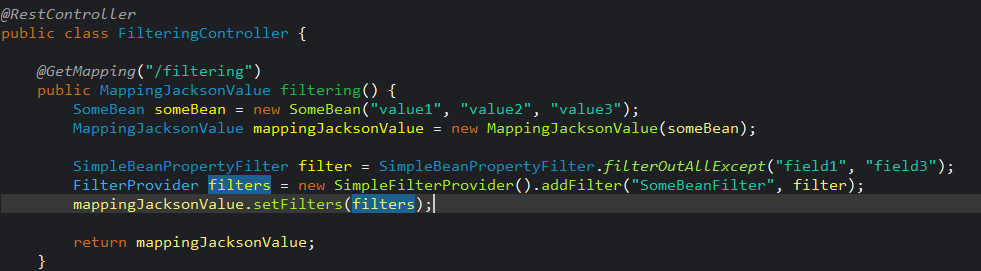 @RestController
public class FilteringController {
@GetMapping("/filtering")
public MappingJacksonValue filtering() {
SomeBean someBean = new SomeBean("value1", "value2", "value3");
MappingJacksonValue mappingJacksonValue = new MappingJacksonValue(someBean);
SimpleBeanPropertyFilter filter = SimpleBeanPropertyFilter.filterOutAllExcept("field1", "field3");
FilterProvider filters = new SimpleFilterProvider().addFilter("SomeBeanFilter", filter);
mappingJacksonValue.setFilters(filters);
return mappingJacksonValue;
}